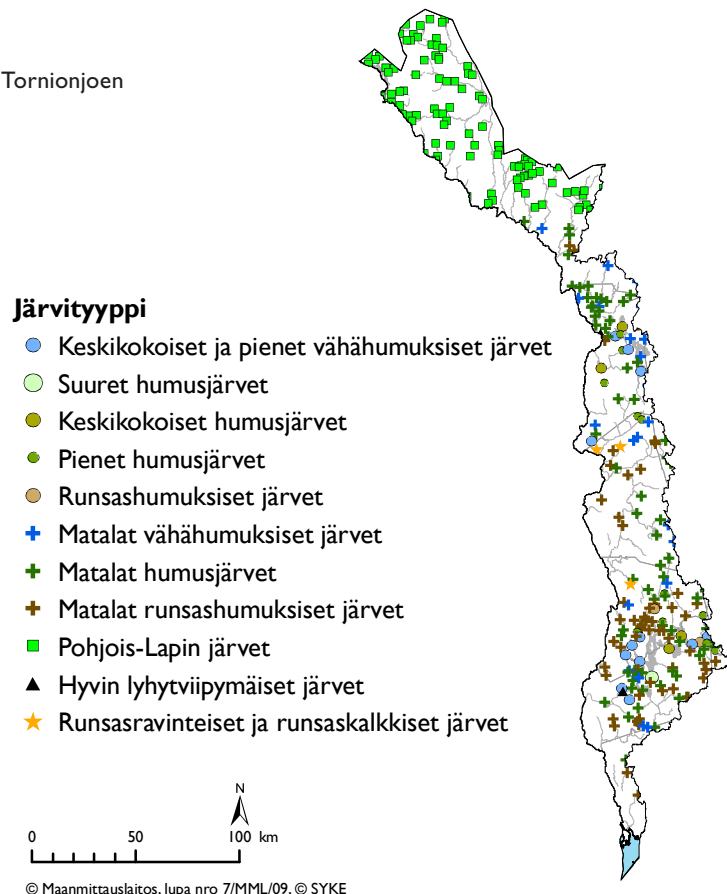 Tornionjoen
Järvityyppi
Keskikokoiset ja pienet vähähumuksiset järvet
Suuret humusjärvet
Keskikokoiset humusjärvet
Pienet humusjärvet
Runsashumuksiset järvet
Matalat vähähumuksiset järvet
Matalat humusjärvet
Matalat runsashumuksiset järvet
Pohjois-Lapin järvet
Hyvin lyhytviipymäiset järvet
Runsasravinteiset ja runsaskalkkiset järvet
N
0 50 100 km
© Maanmittauslaitos, lupa nro 7/MML/09, © SYKE